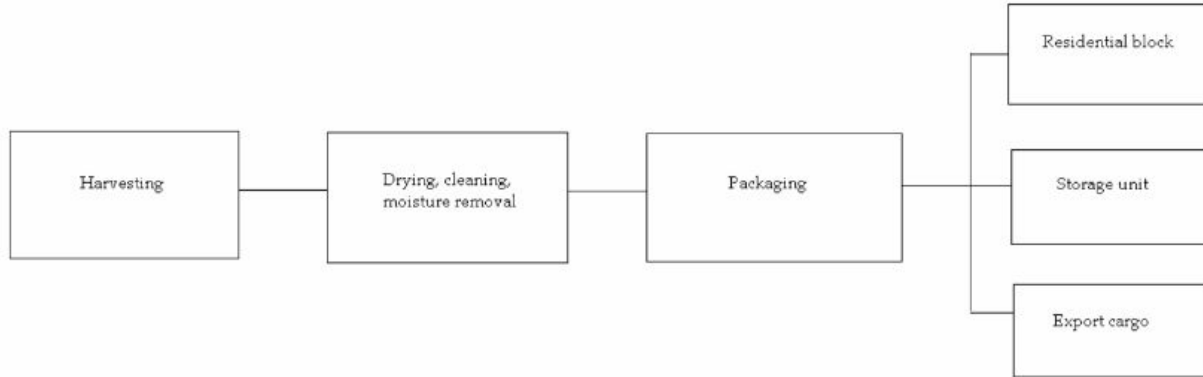 Harvesting
Drying, cleaning,
moisture removal
Packaging
Residential block
Storage unit
Export cargo